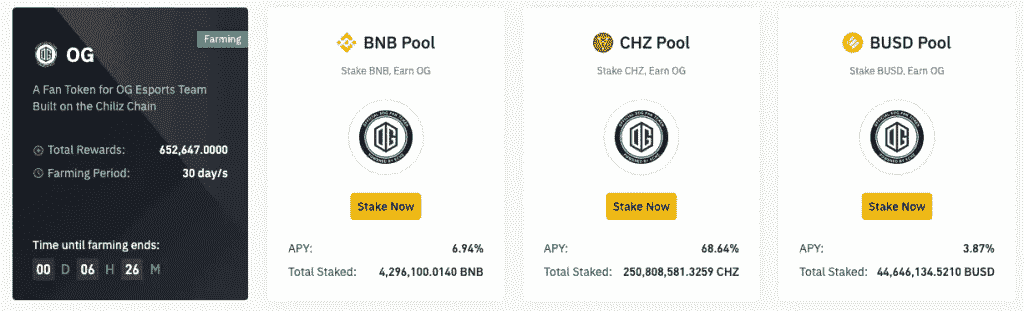 Farming
OG
A Fan Token for OG Esports Team
Built on the Chiliz Chain
Total Rewards: 652,647.0000
Farming Period: 30 day/s
Time until farming ends:
00 D 06 H 26 M
BNB Pool
Stake BNB, Earn OG
OG
Stake Now
APY: 6.94%
Total Staked: 4,296,100.0140 BNB
CHZ Pool
Stake CHZ, Earn OG
OG
Stake Now
APY: 68.64%
Total Staked: 250,808,581.3259 CHZ
BUSD Pool
Stake BUSD, Earn OG
OG
Stake Now
APY: 3.87%
Total Staked: 44,646,134.5210 BUSD